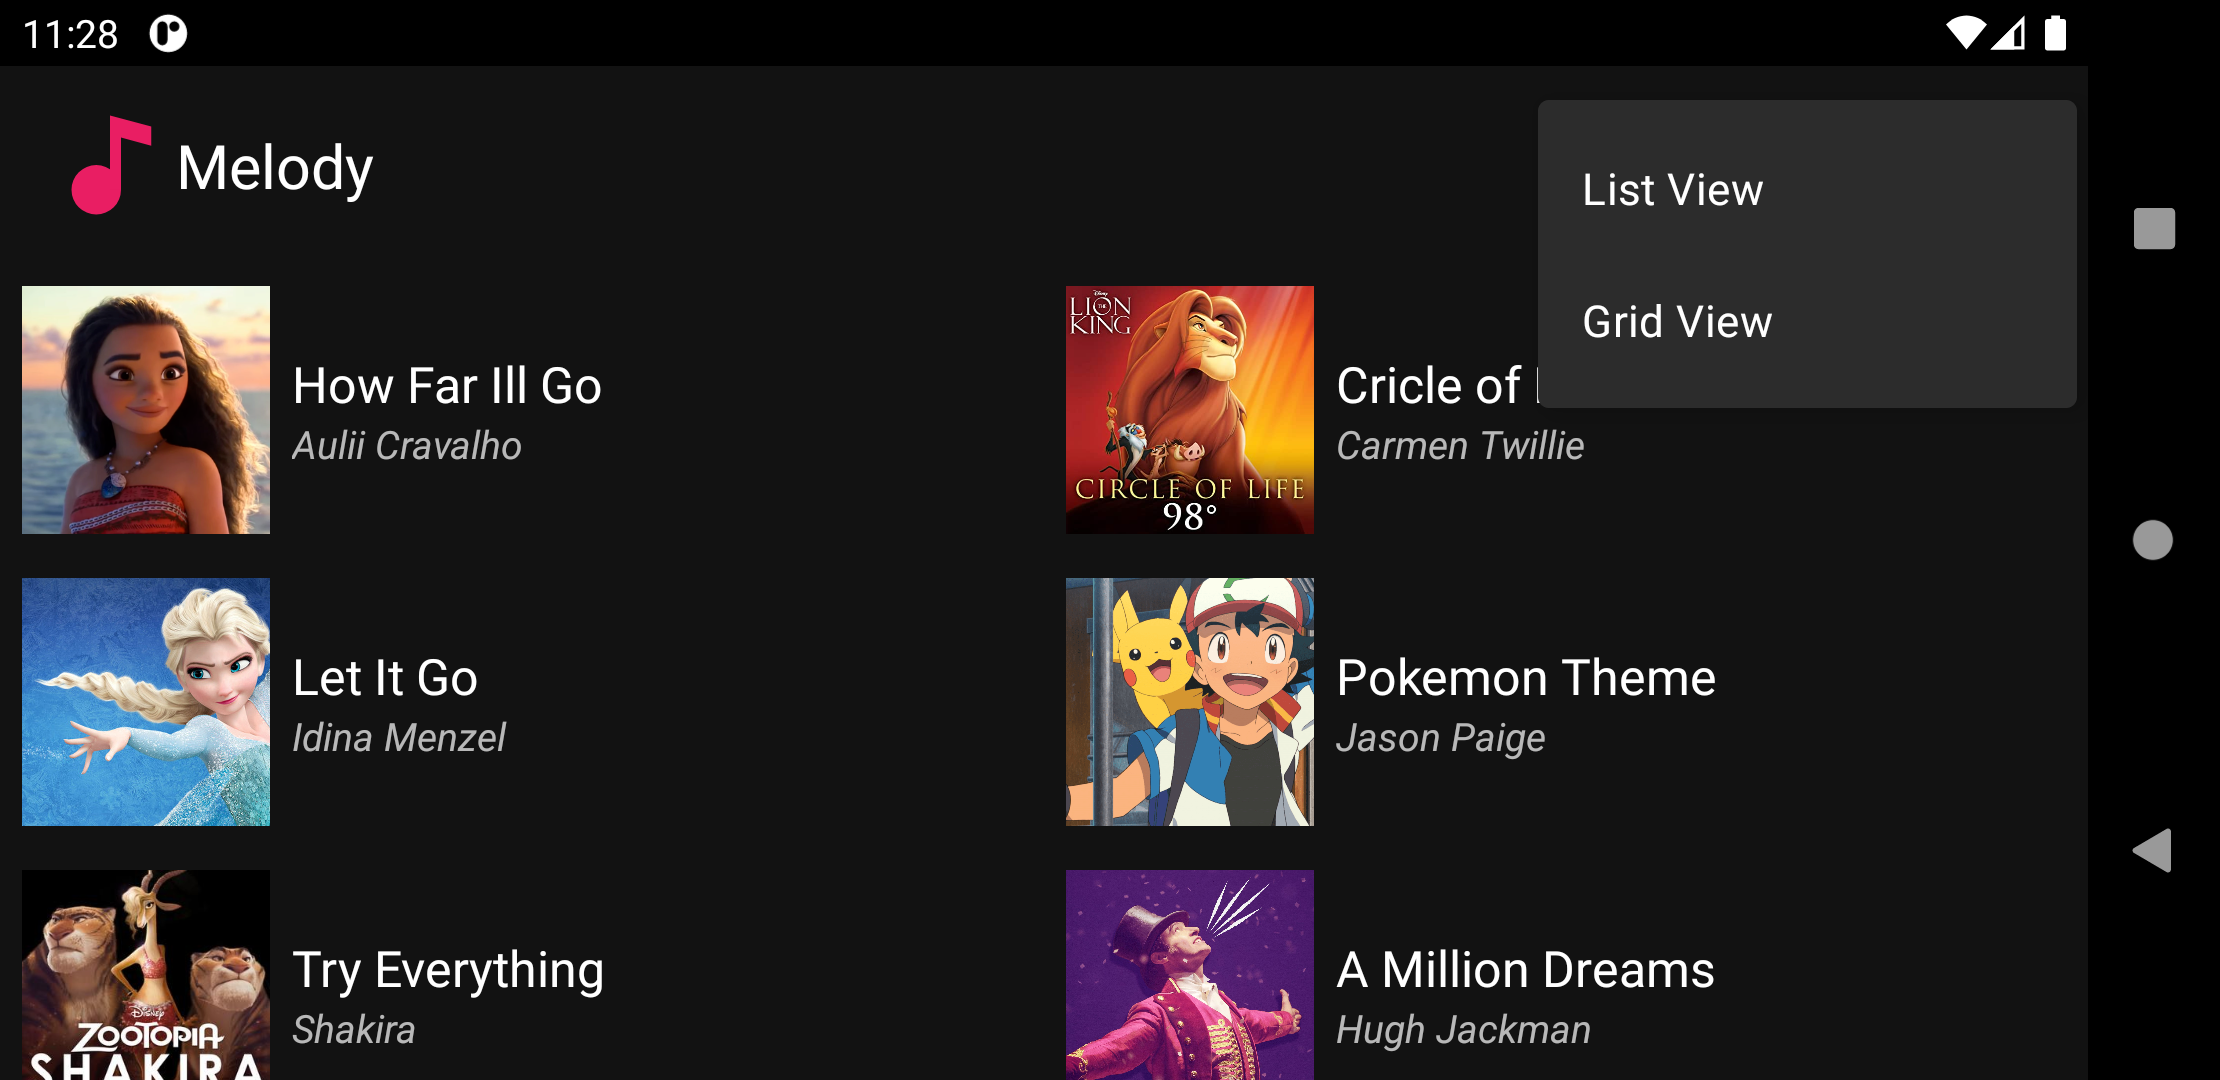 11:28
Melody
List View
Grid View
How Far Ill Go
Aulii Cravalho
Disney
THE
LION
KING
CIRCLE OF LIFE
98°
Cricle of
Carmen Twillie
Let It Go
Idina Menzel
Pokemon Theme
Jason Paige
DISNEY
ZOOTOPIA
SHAKIRA
Try Everything
Shakira
A Million Dreams
Hugh Jackman